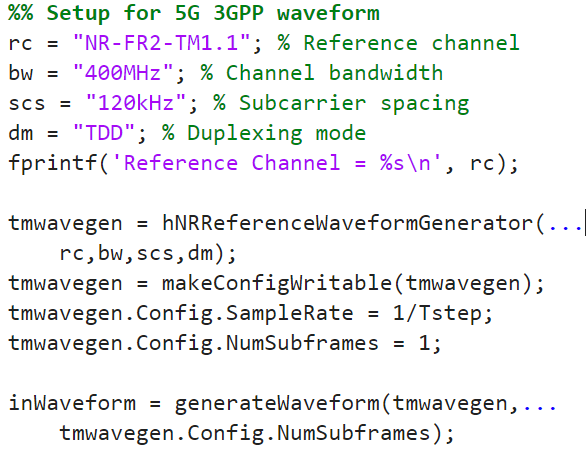 %% Setup for 5G 3GPP waveform
rc = "NR-FR2-TM1.1"; % Reference channel
bw = "400MHz"; % Channel bandwidth
scs = "120kHz"; % Subcarrier spacing
dm = "TDD"; % Duplexing mode
fprintf('Reference Channel = %s\n', rc);
tmwavegen = hNRReferenceWaveformGenerator(...
rc,bw,scs,dm);
tmwavegen = makeConfigWritable(tmwavegen);
tmwavegen.Config.SampleRate = 1/Tstep;
tmwavegen.Config.NumSubframes = 1;
inWaveform = generateWaveform(tmwavegen,...
tmwavegen.Config.NumSubframes);